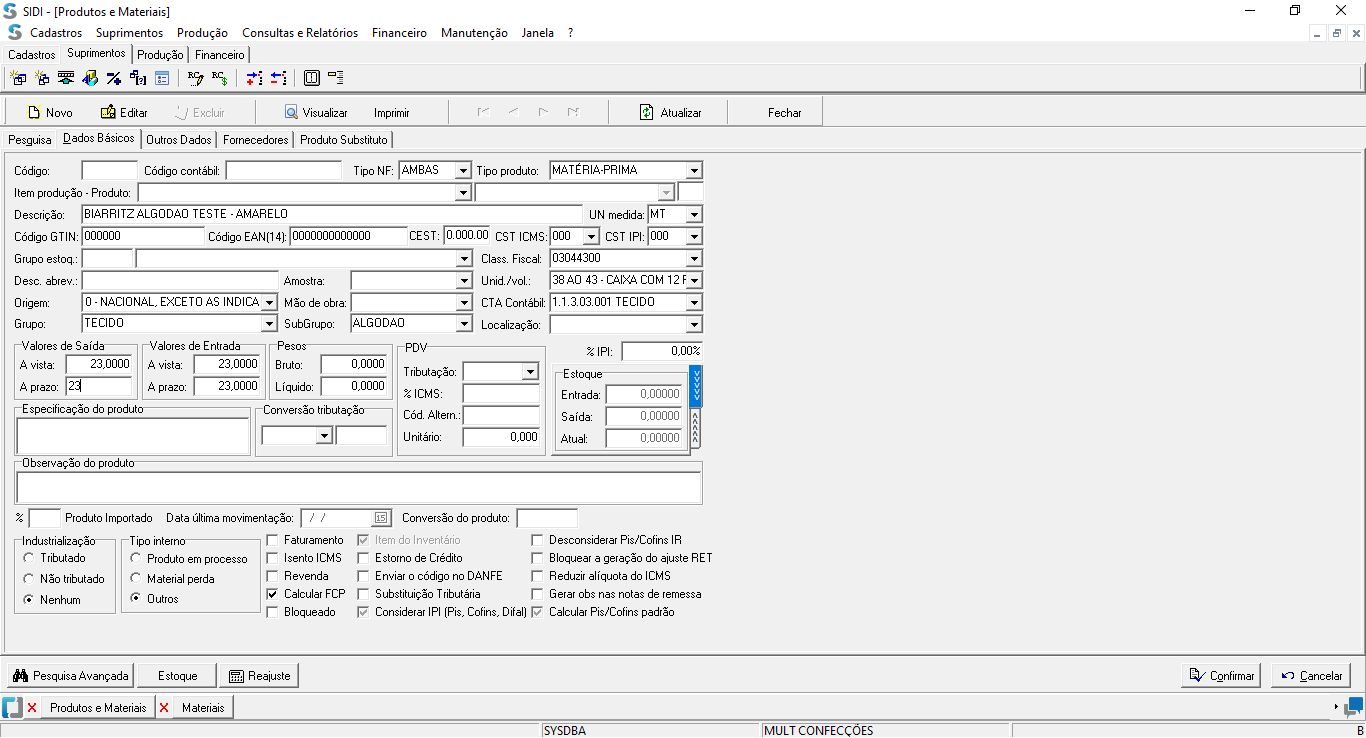 SIDI - [Produtos e Materiais]
Cadastros Suprimentos Produção Consultas e Relatórios Financeiro Manutenção Janela ?
Cadastros Suprimentos Produção Financeiro
Novo Editar Excluir Visualizar Imprimir Atualizar Fechar
Pesquisa Dados Básicos Outros Dados Fornecedores Produto Substituto
Código: Código contábil: Tipo NF: AMBAS Tipo produto: MATÉRIA-PRIMA
Item produção - Produto:
Descrição: BIARRITZ ALGODAO TESTE - AMARELO UN medida: MT
Código GTIN: 000000 Código EAN(14): 0000000000000 CEST: 0.000.00 CST ICMS: 000 CST IPI: 000
Grupo estoq.: Class. Fiscal: 03044300
Desc. abrev.: Amostra: Unid./vol.: 38 AO 43 - CAIXA COM 12 F
Origem: 0 - NACIONAL, EXCETO AS INDICA Mão de obra: CTA Contábil: 1.1.3.03.001 TECIDO
Grupo: TECIDO SubGrupo: ALGODAO Localização:
Valores de Saída Valores de Entrada Pesos PDV % IPI: 0,00%
A vista: 23,0000 A vista: 23,0000 Bruto: 0,0000 Tributação: Estoque
A prazo: 23 A prazo: 23,0000 Líquido: 0,0000 % ICMS: Entrada: 0,00000
Especificação do produto Conversão tributação Cód. Altern.: Saída: 0,00000
Unitário: 0,000 Atual: 0,00000
Observação do produto
% Produto Importado Data última movimentação: / / 15 Conversão do produto:
Industrialização Tipo interno Faturamento Item do Inventário Desconsiderar Pis/Cofins IR
Tributado Produto em processo Isento ICMS Estorno de Crédito Bloquear a geração do ajuste RET
Não tributado Material perda Revenda Enviar o código no DANFE Reduzir alíquota do ICMS
Nenhum Outros Calcular FCP Substituição Tributária Gerar obs nas notas de remessa
Bloqueado Considerar IPI (Pis, Cofins, Difal) Calcular Pis/Cofins padrão
Pesquisa Avançada Estoque Reajuste Confirmar Cancelar
Produtos e Materiais Materiais
SYSDBA MULT CONFECÇÕES B